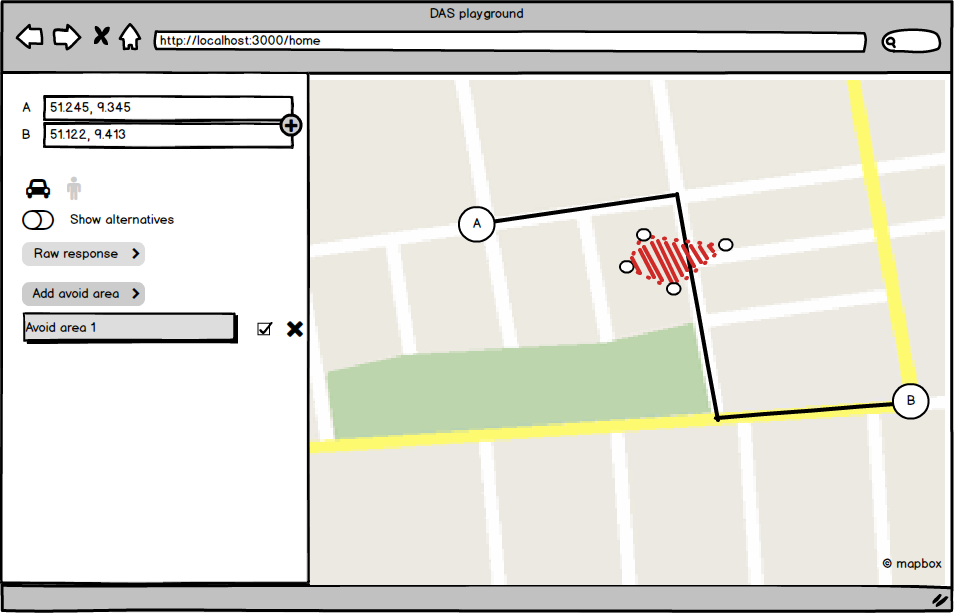 DAS playground
http://localhost:3000/home
A 51.245, 9.345
B 51.122, 9.413
Show alternatives
Raw response
Add avoid area
Avoid area 1
A
B
© mapbox